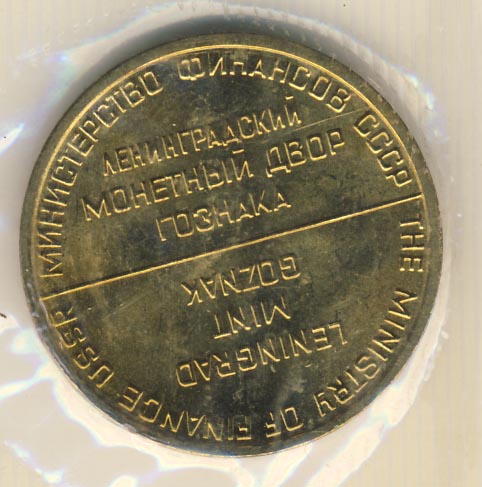 МИНИСТЕРСТВО ФИНАНСОВ СССР
ЛЕНИНГРАДСКИЙ
МОНЕТНЫЙ ДВОР
ГОЗНАКА
THE MINISTRY OF FINANCE USSR
LENINGRAD
MINT
GOZNAK